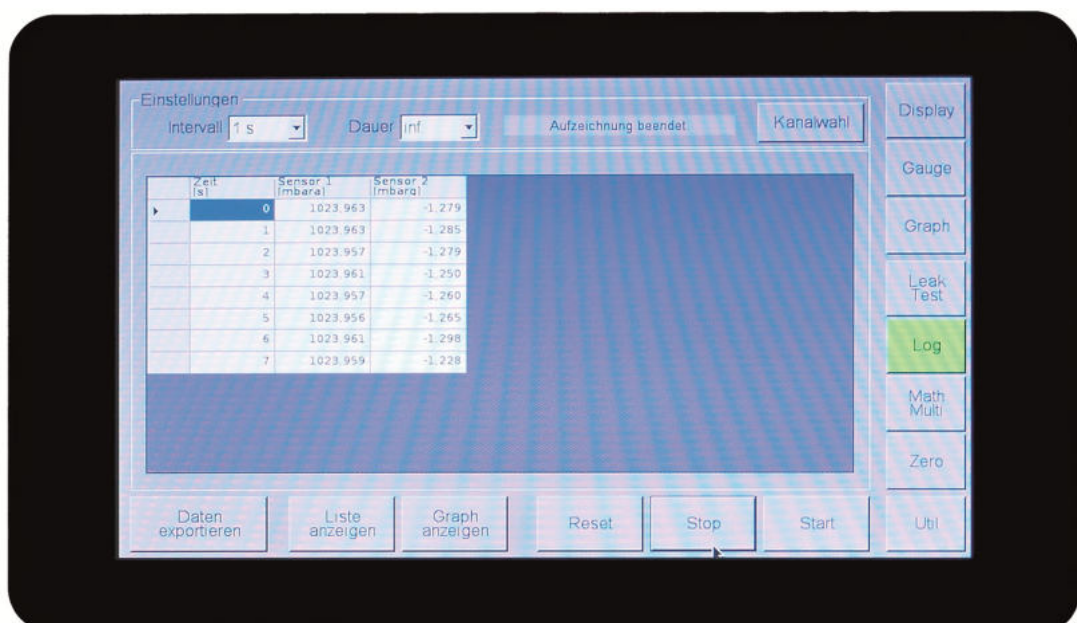 Einstellungen
Intervall 1 s Dauer inf Aufzeichnung beendet. Kanalwahl
Zeit [s] Sensor 1 [mbara] Sensor 2 [mbarg]
0 1023.963 -1.279
1 1023.963 -1.285
2 1023.957 -1.279
3 1023.961 -1.250
4 1023.957 -1.260
5 1023.956 -1.265
6 1023.961 -1.298
7 1023.959 -1.228
Daten
exportieren
Liste
anzeigen
Graph
anzeigen
Reset
Stop
Start
Display
Gauge
Graph
Leak
Test
Log
Math
Multi
Zero
Util